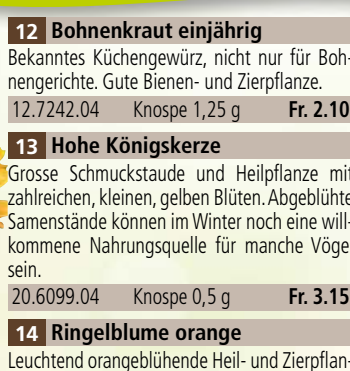 12 Bohnenkraut einjährig
Bekanntes Küchengewürz, nicht nur für Boh-
nengerichte. Gute Bienen- und Zierpflanze.
12.7242.04 Knospe 1,25 g Fr. 2.10
13 Hohe Königskerze
Grosse Schmuckstaude und Heilpflanze mit
zahlreichen, kleinen, gelben Blüten. Abgeblühte
Samenstände können im Winter noch eine will-
kommene Nahrungsquelle für manche Vöge
sein.
20.6099.04 Knospe 0,5 g Fr. 3.15
14 Ringelblume orange
Leuchtend orangeblühende Heil- und Zierpflan-